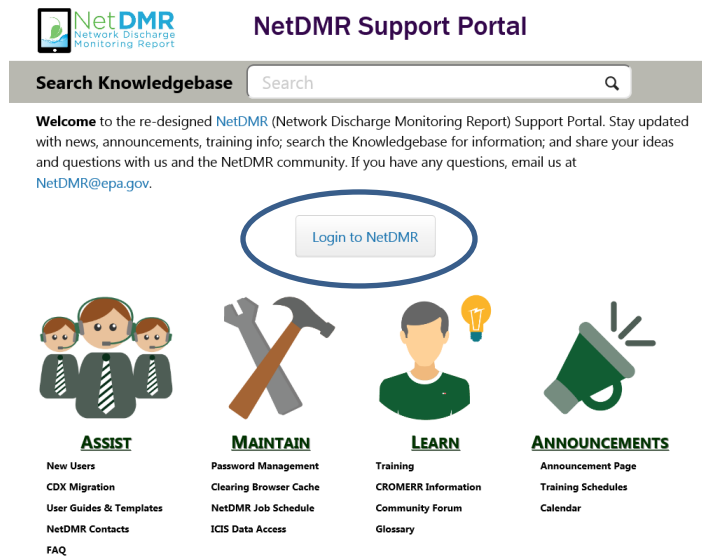 NetDMR
Network Discharge
Monitoring Report
NetDMR Support Portal
Search Knowledgebase
Search
Welcome to the re-designed NetDMR (Network Discharge Monitoring Report) Support Portal. Stay updated
with news, announcements, training info; search the Knowledgebase for information; and share your ideas
and questions with us and the NetDMR community. If you have any questions, email us at
NetDMR@epa.gov.
Login to NetDMR
ASSIST
New Users
CDX Migration
User Guides & Templates
NetDMR Contacts
FAQ
MAINTAIN
Password Management
Clearing Browser Cache
NetDMR Job Schedule
ICIS Data Access
LEARN
Training
CROMERR Information
Community Forum
Glossary
ANNOUNCEMENTS
Announcement Page
Training Schedules
Calendar